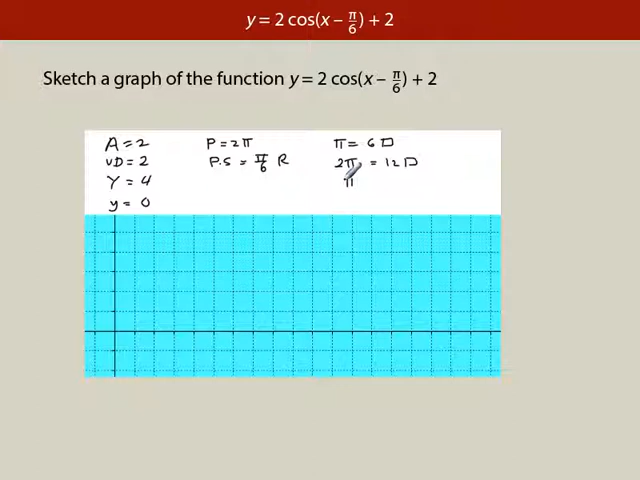 y = 2 cos(x – π/6) + 2
Sketch a graph of the function y = 2 cos(x – π/6) + 2
A = 2
VD = 2
Y = 4
y = 0
P = 2π
P.S = π/6 R
π = 6 □
2π = 12 □
π